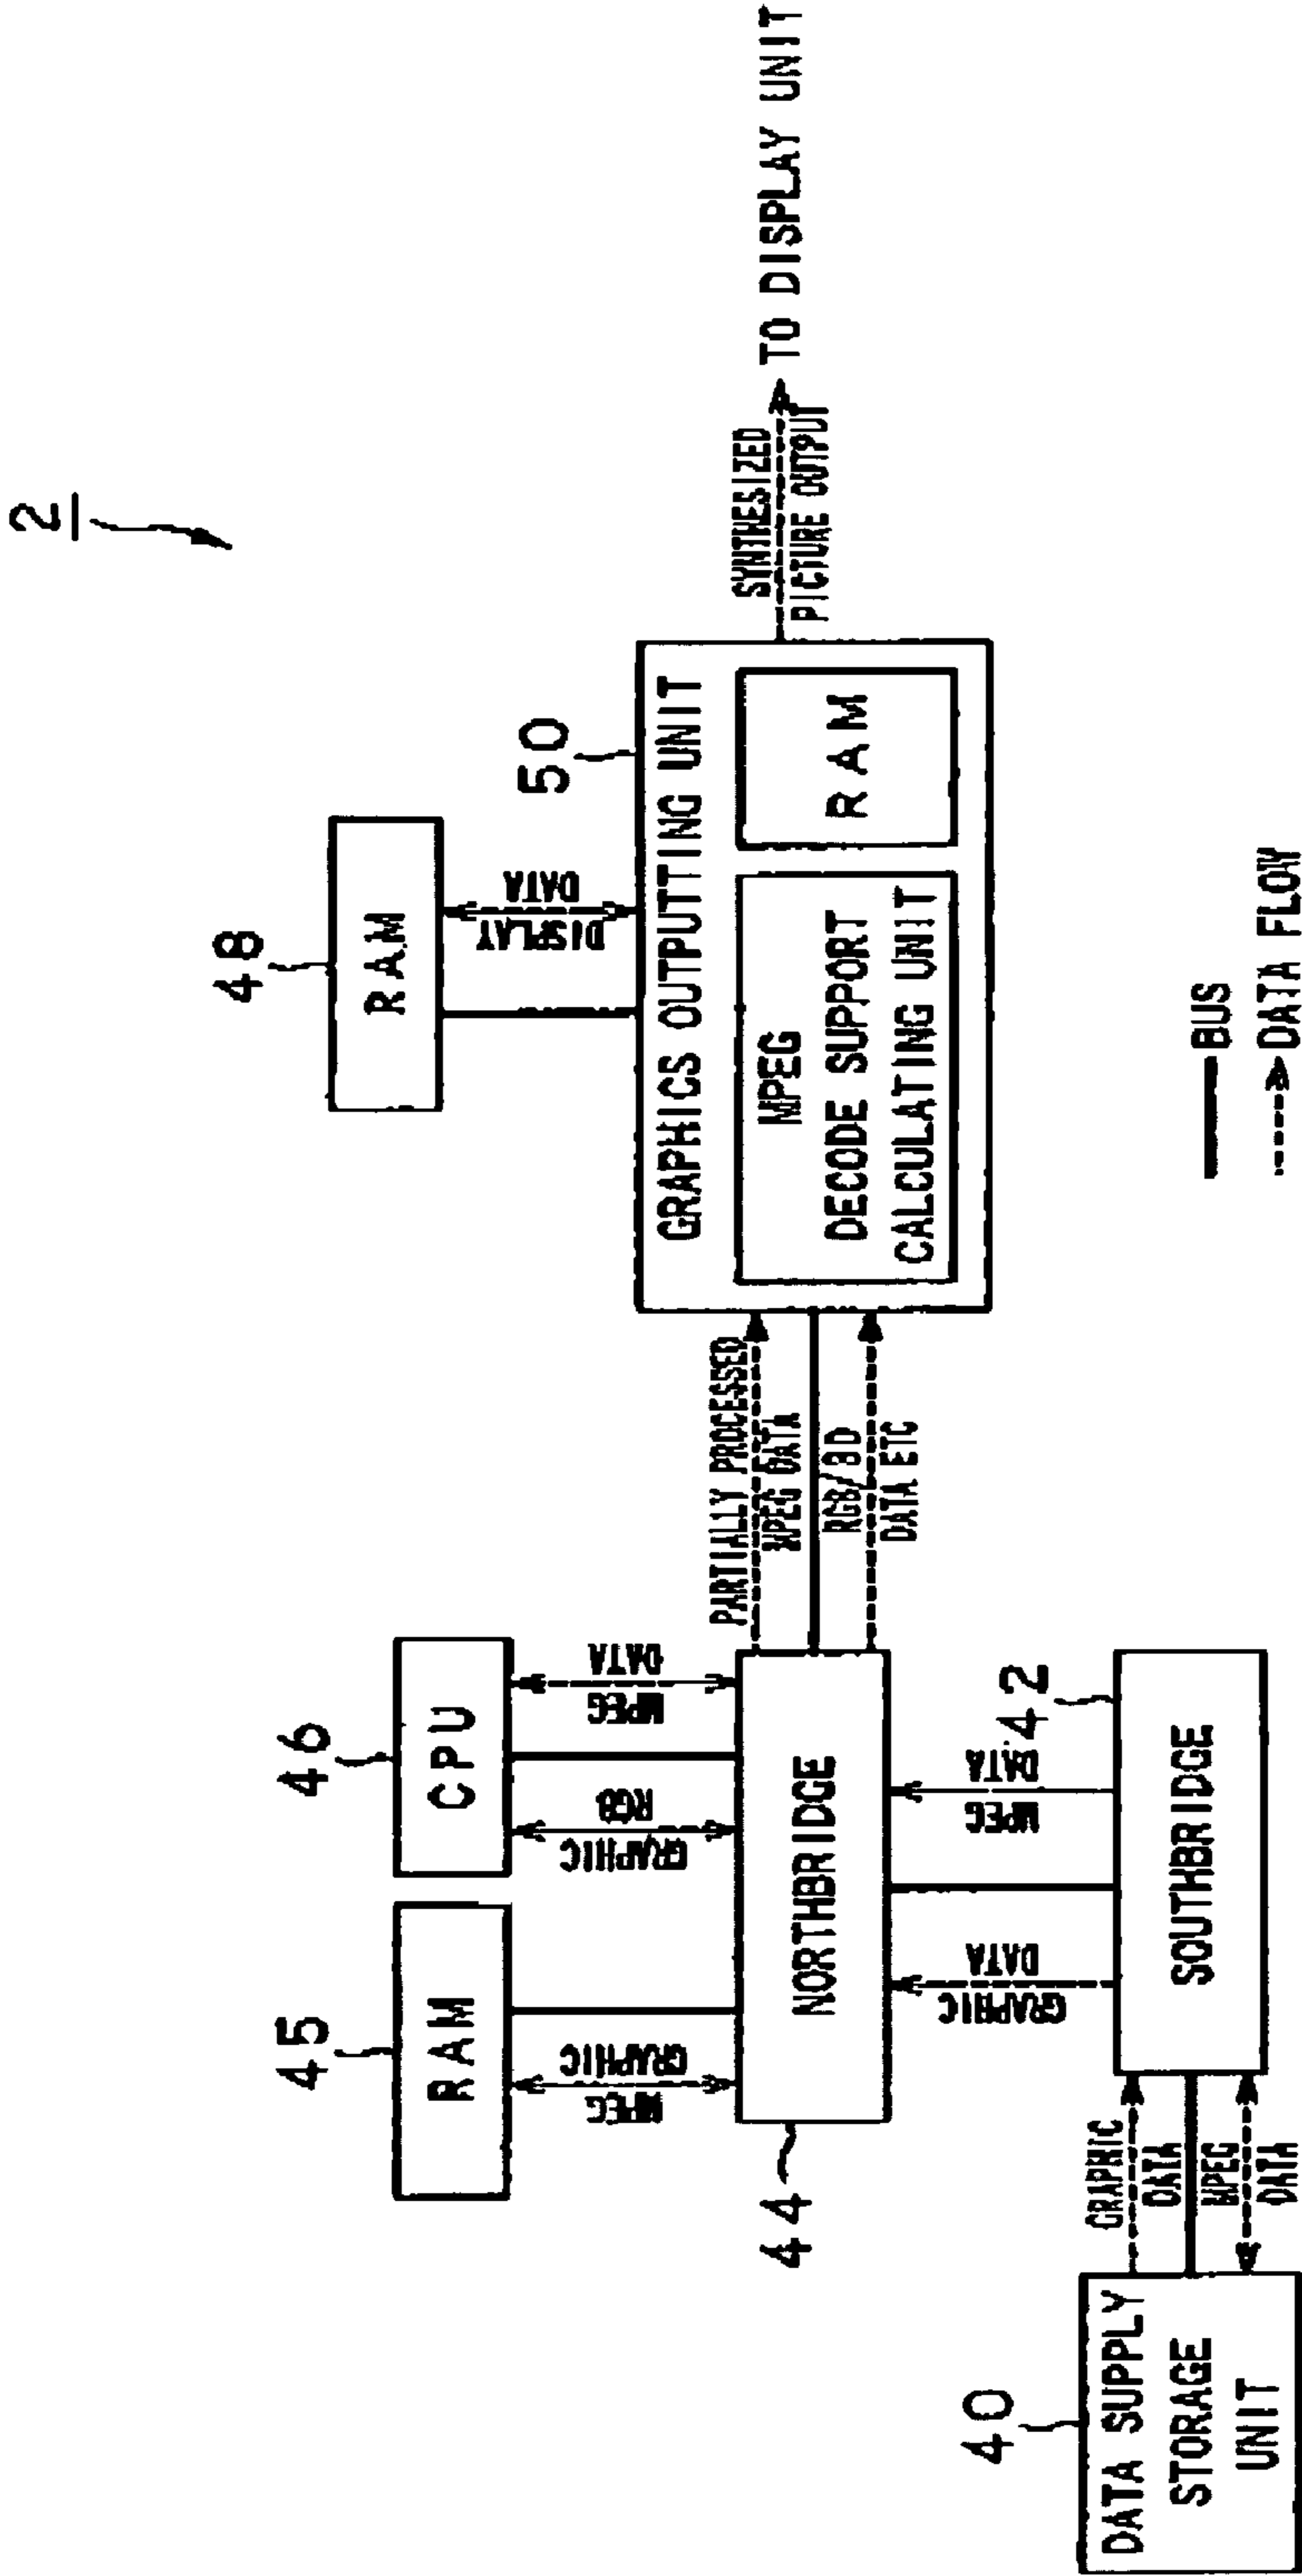 2
48
RAM
DISPLAY
DATA
50
GRAPHICS OUTPUTTING UNIT
MPEG
DECODE SUPPORT
CALCULATING UNIT
RAM
SYNTHESIZED
PICTURE OUTPUT
TO DISPLAY UNIT
45
RAM
46
CPU
MPEG
GRAPHIC
GRAPHIC
RGB
MPEG
DATA
44
NORTHBRIDGE
PARTIALLY PROCESSED
MPEG DATA
RGB/3D
DATA ETC
GRAPHIC
DATA
MPEG
DATA
42
SOUTHBRIDGE
40
DATA SUPPLY
STORAGE
UNIT
GRAPHIC
DATA
MPEG
DATA
BUS
DATA FLOW